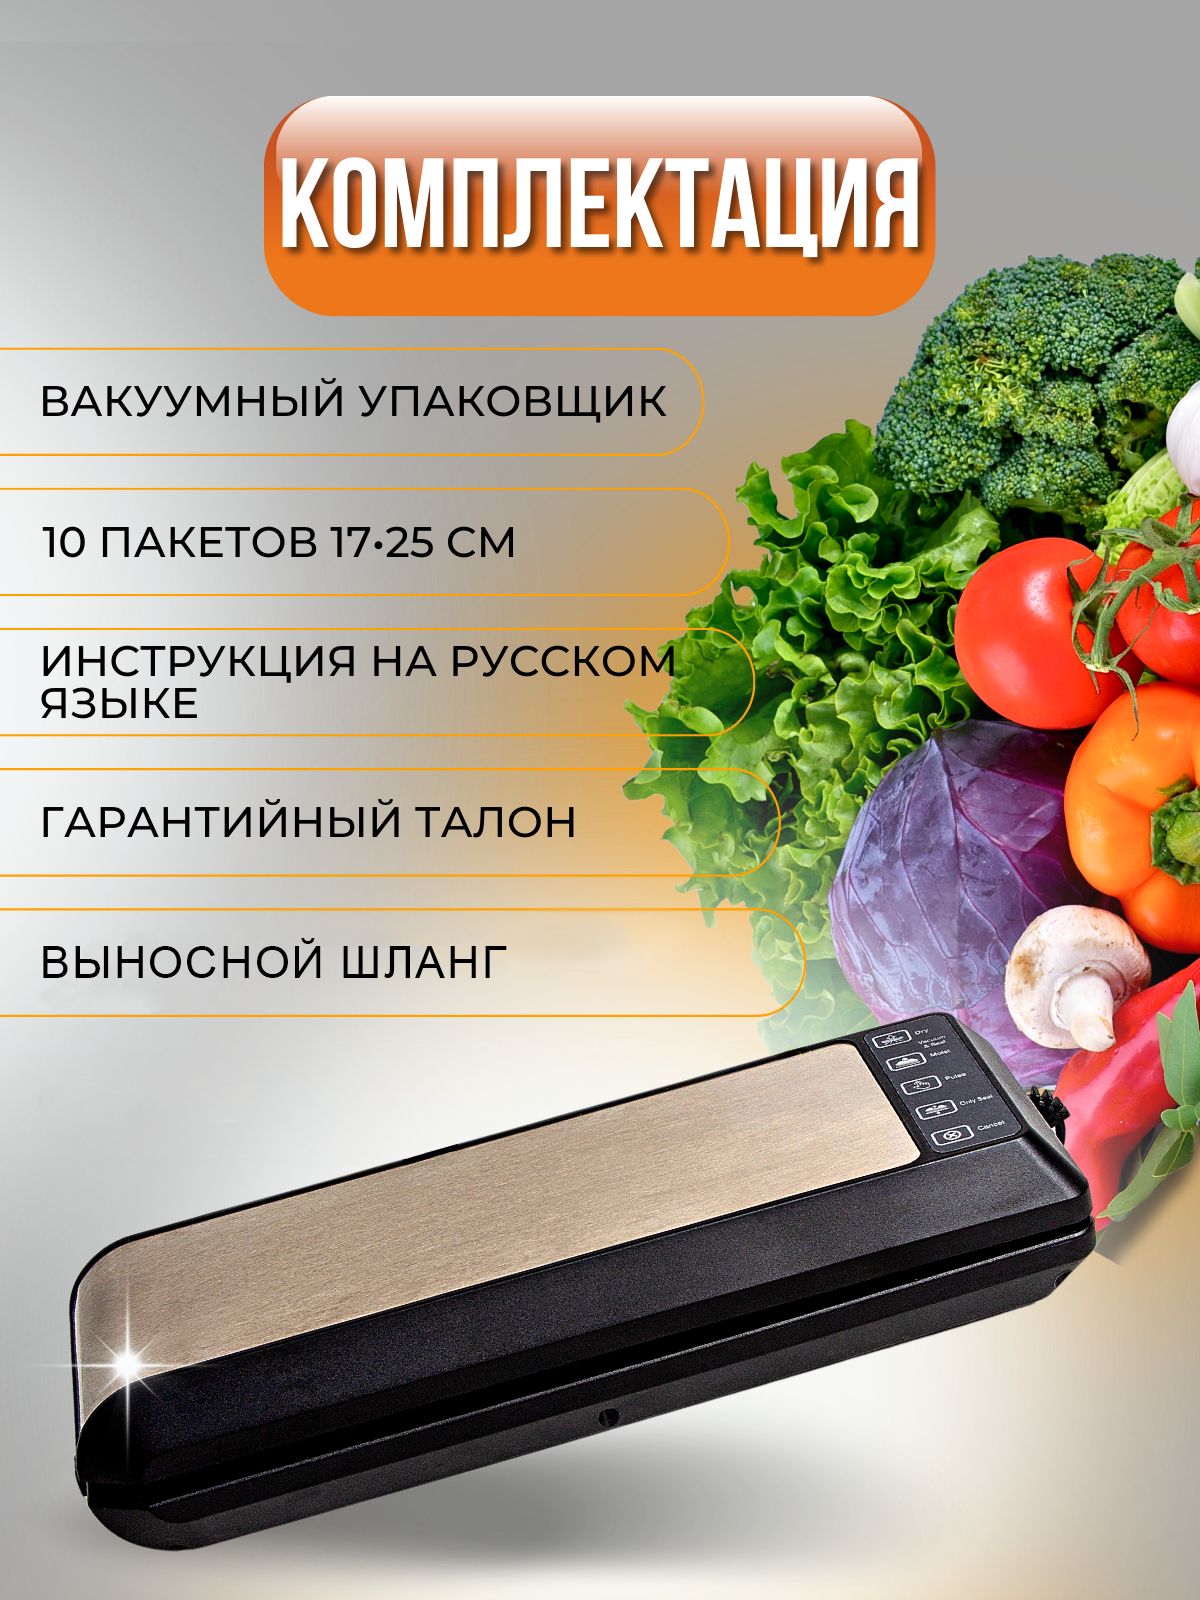 КОМПЛЕКТАЦИЯ
ВАКУУМНЫЙ УПАКОВЩИК
10 ПАКЕТОВ 17•25 СМ
ИНСТРУКЦИЯ НА РУССКОМ
ЯЗЫКЕ
ГАРАНТИЙНЫЙ ТАЛОН
ВЫНОСНОЙ ШЛАНГ
Dry
Vacuum
& Seal
Moist
Pulse
Only Seal
Cancel